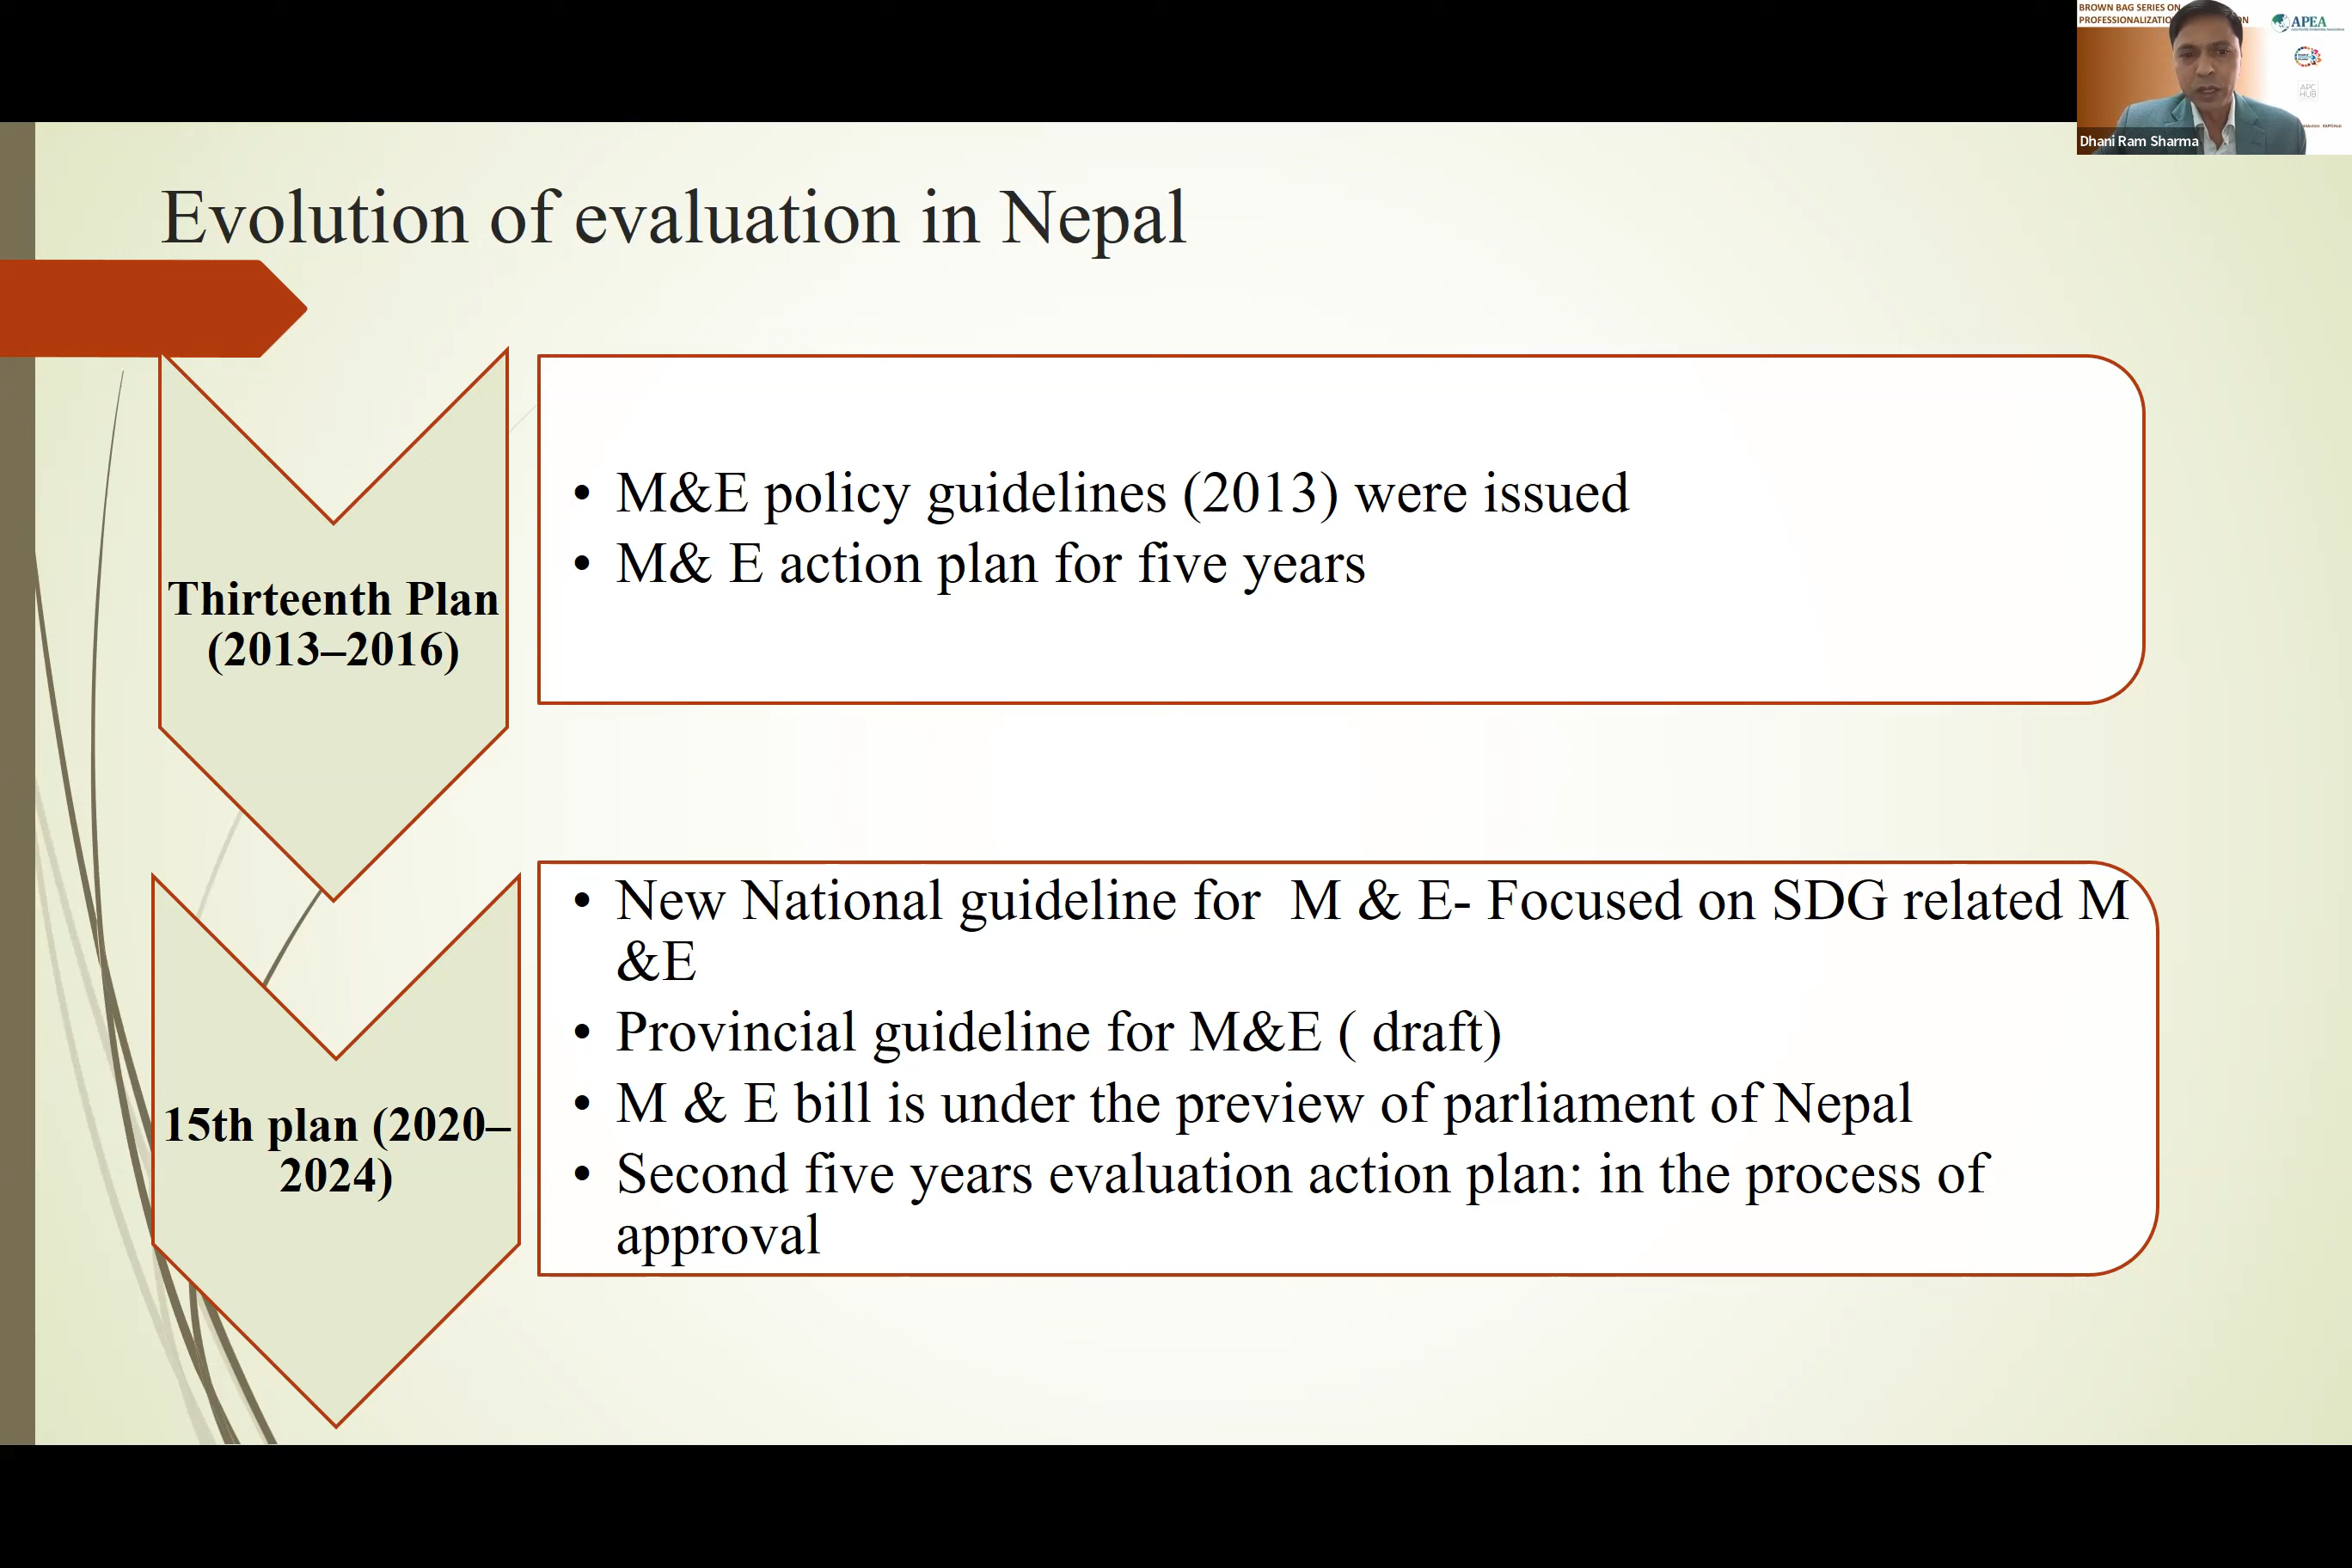 BROWN BAG SERIES ON
APEA
APC
HUB
Dhani Ram Sharma
Evolution of evaluation in Nepal
Thirteenth Plan
(2013–2016)
• M&E policy guidelines (2013) were issued
• M& E action plan for five years
15th plan (2020–
2024)
• New National guideline for  M & E- Focused on SDG related M
&E
• Provincial guideline for M&E ( draft)
• M & E bill is under the preview of parliament of Nepal
• Second five years evaluation action plan: in the process of
approval